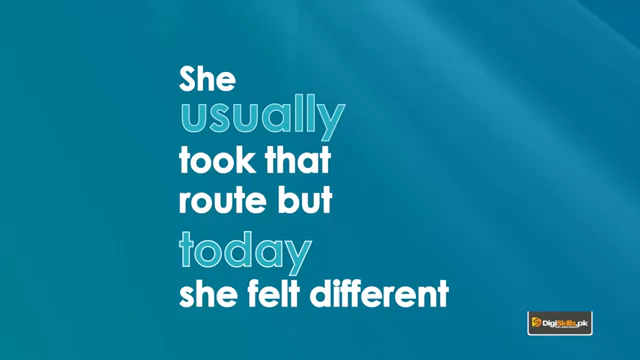 She
usually
took that
route but
today
she felt different
DigiSkills.pk